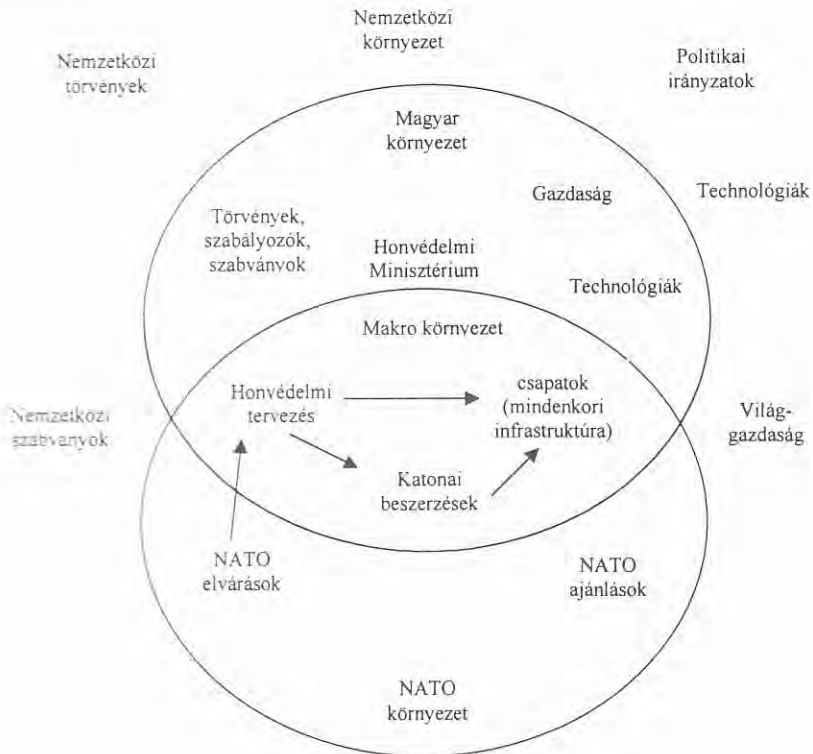 Nemzetközi
környezet
Nemzetközi
törvények
Politikai
irányzatok
Magyar
környezet
Gazdaság
Technológiák
Törvények,
szabályozók,
szabványok
Honvédelmi
Minisztérium
Technológiák
Makro környezet
Honvédelmi
tervezés
csapatok
(mindenkori
infrastruktúra)
Nemzetközi
szabványok
Világ-
gazdaság
Katonai
beszerzések
NATO
elvárások
NATO
ajánlások
NATO
környezet